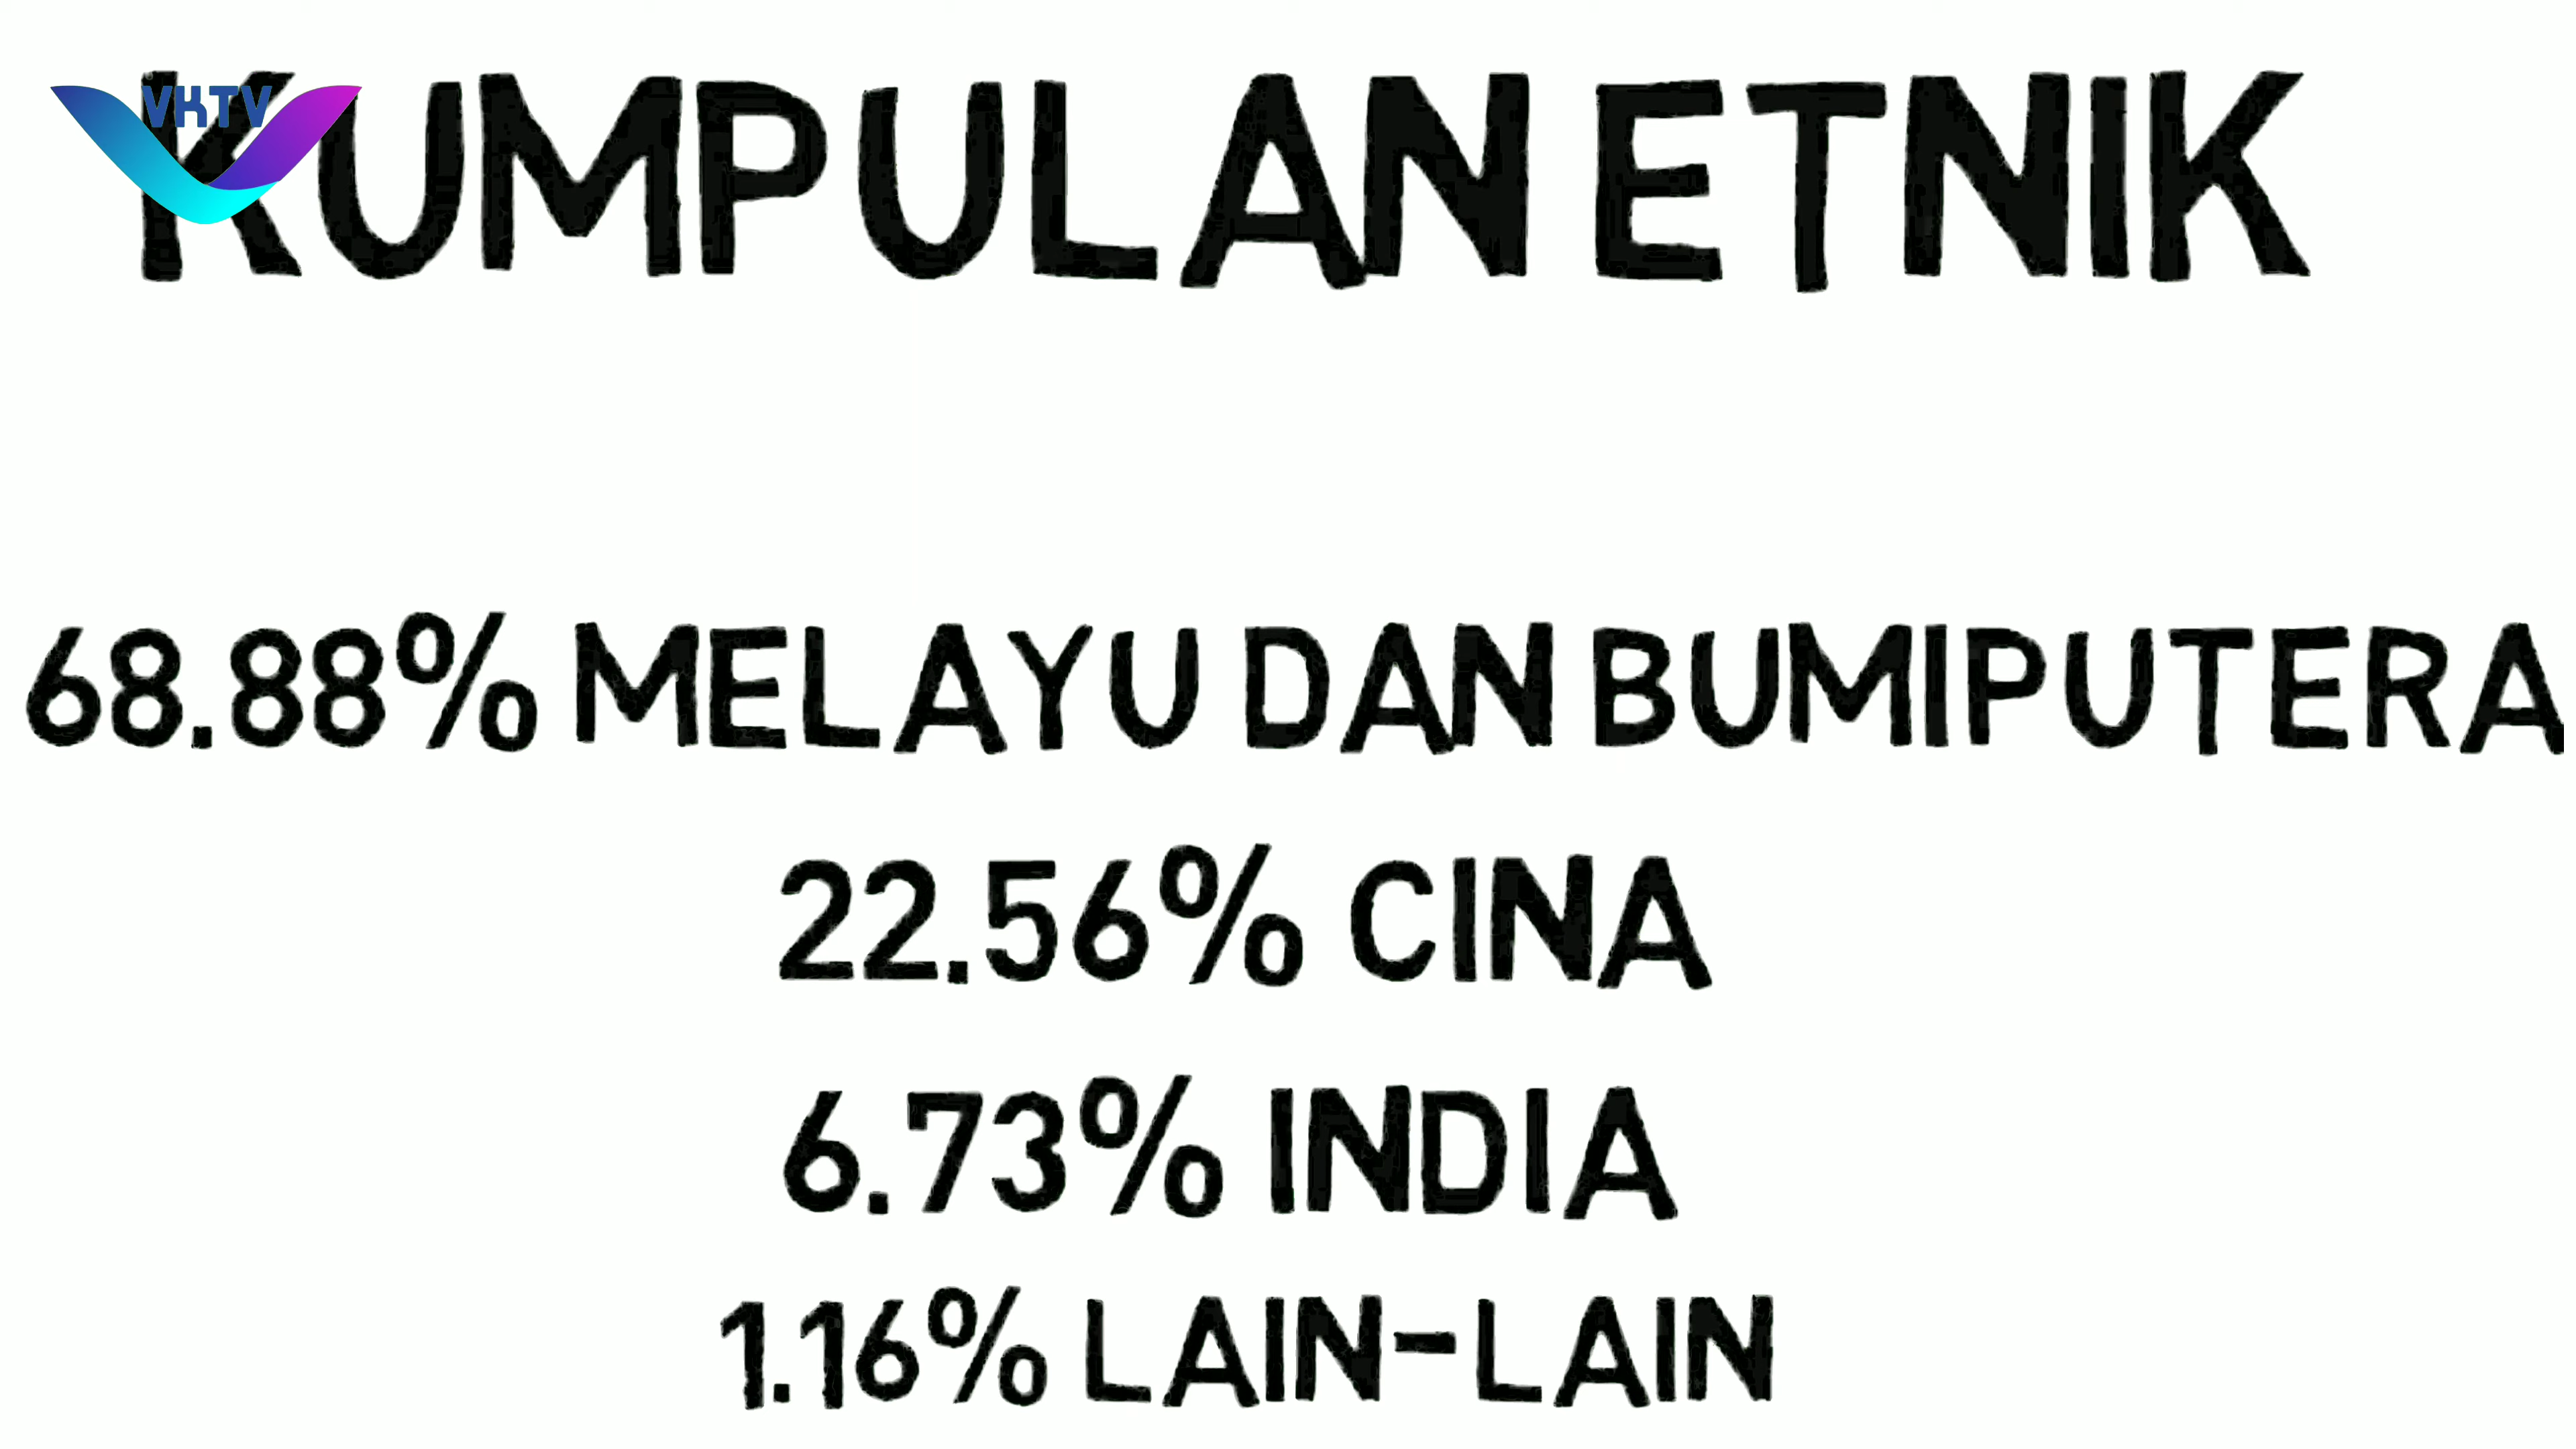 VKTV
KUMPULAN ETNIK
68.88% MELAYU DAN BUMIPUTERA
22.56% CINA
6.73% INDIA
1.16% LAIN-LAIN